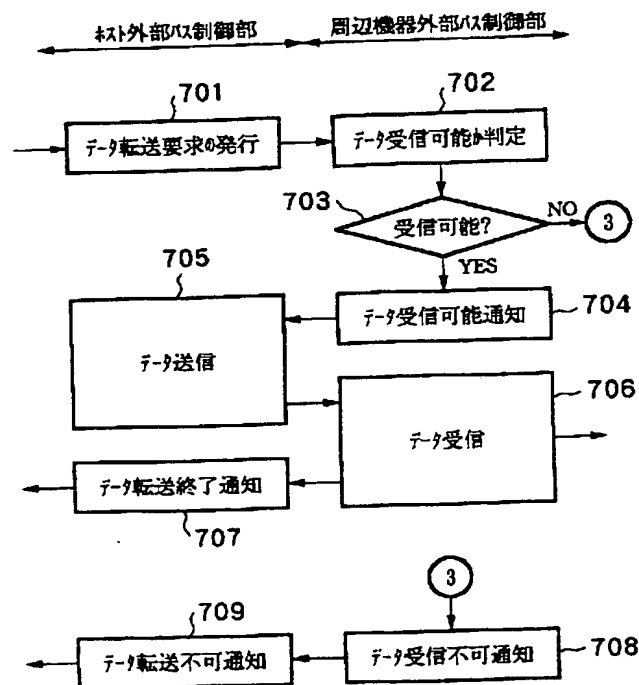 ホスト外部バス制御部
周辺機器外部バス制御部
701
702
データ転送要求の発行
データ受信可能か判定
703
受信可能?
NO
3
YES
705
データ受信可能通知
704
データ送信
706
データ受信
データ転送終了通知
707
3
709
データ転送不可通知
データ受信不可通知
708